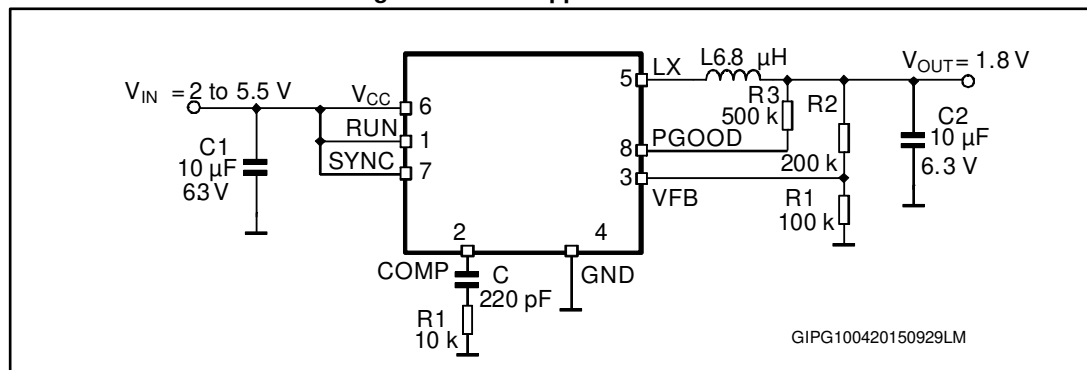 V_IN = 2 to 5.5 V
C1
10 µF
6.3 V
V_CC
RUN
SYNC
6
1
7
5
8
3
2
4
LX
PGOOD
VFB
L6.8 µH
R3
500 k
R2
200 k
R1
100 k
V_OUT = 1.8 V
C2
10 µF
6.3 V
COMP
C
220 pF
R1
10 k
GND
GIPG100420150929LM